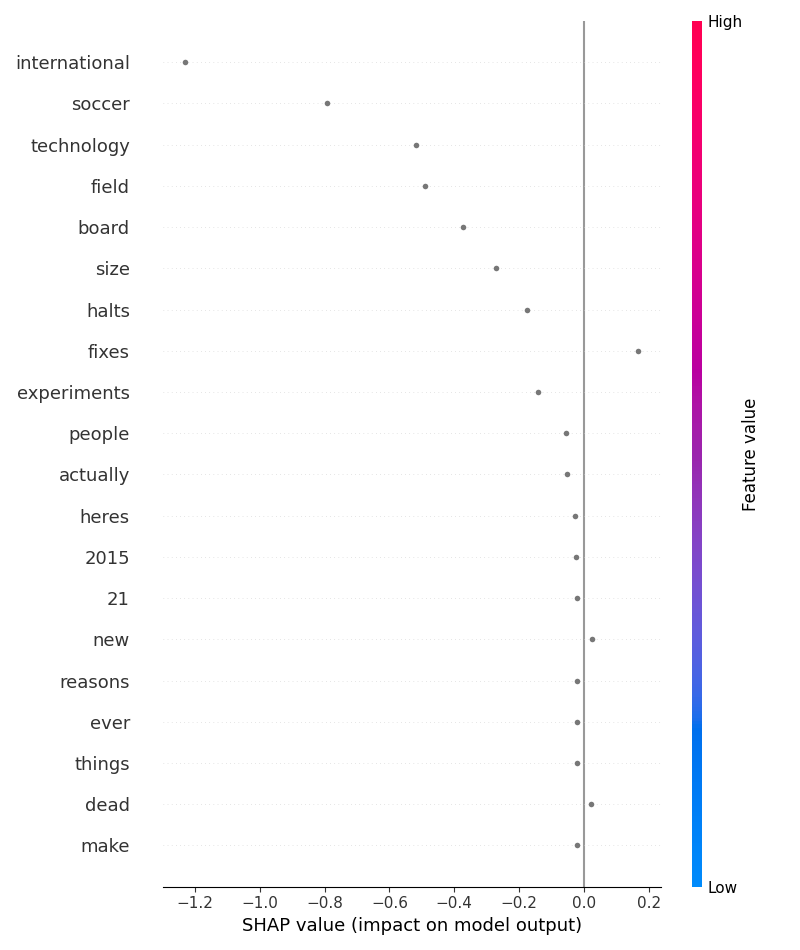 High
international
soccer
technology
field
board
size
halts
fixes
experiments
people
actually
heres
2015
21
new
reasons
ever
things
dead
make
Feature value
Low
−1.2 −1.0 −0.8 −0.6 −0.4 −0.2 0.0 0.2
SHAP value (impact on model output)